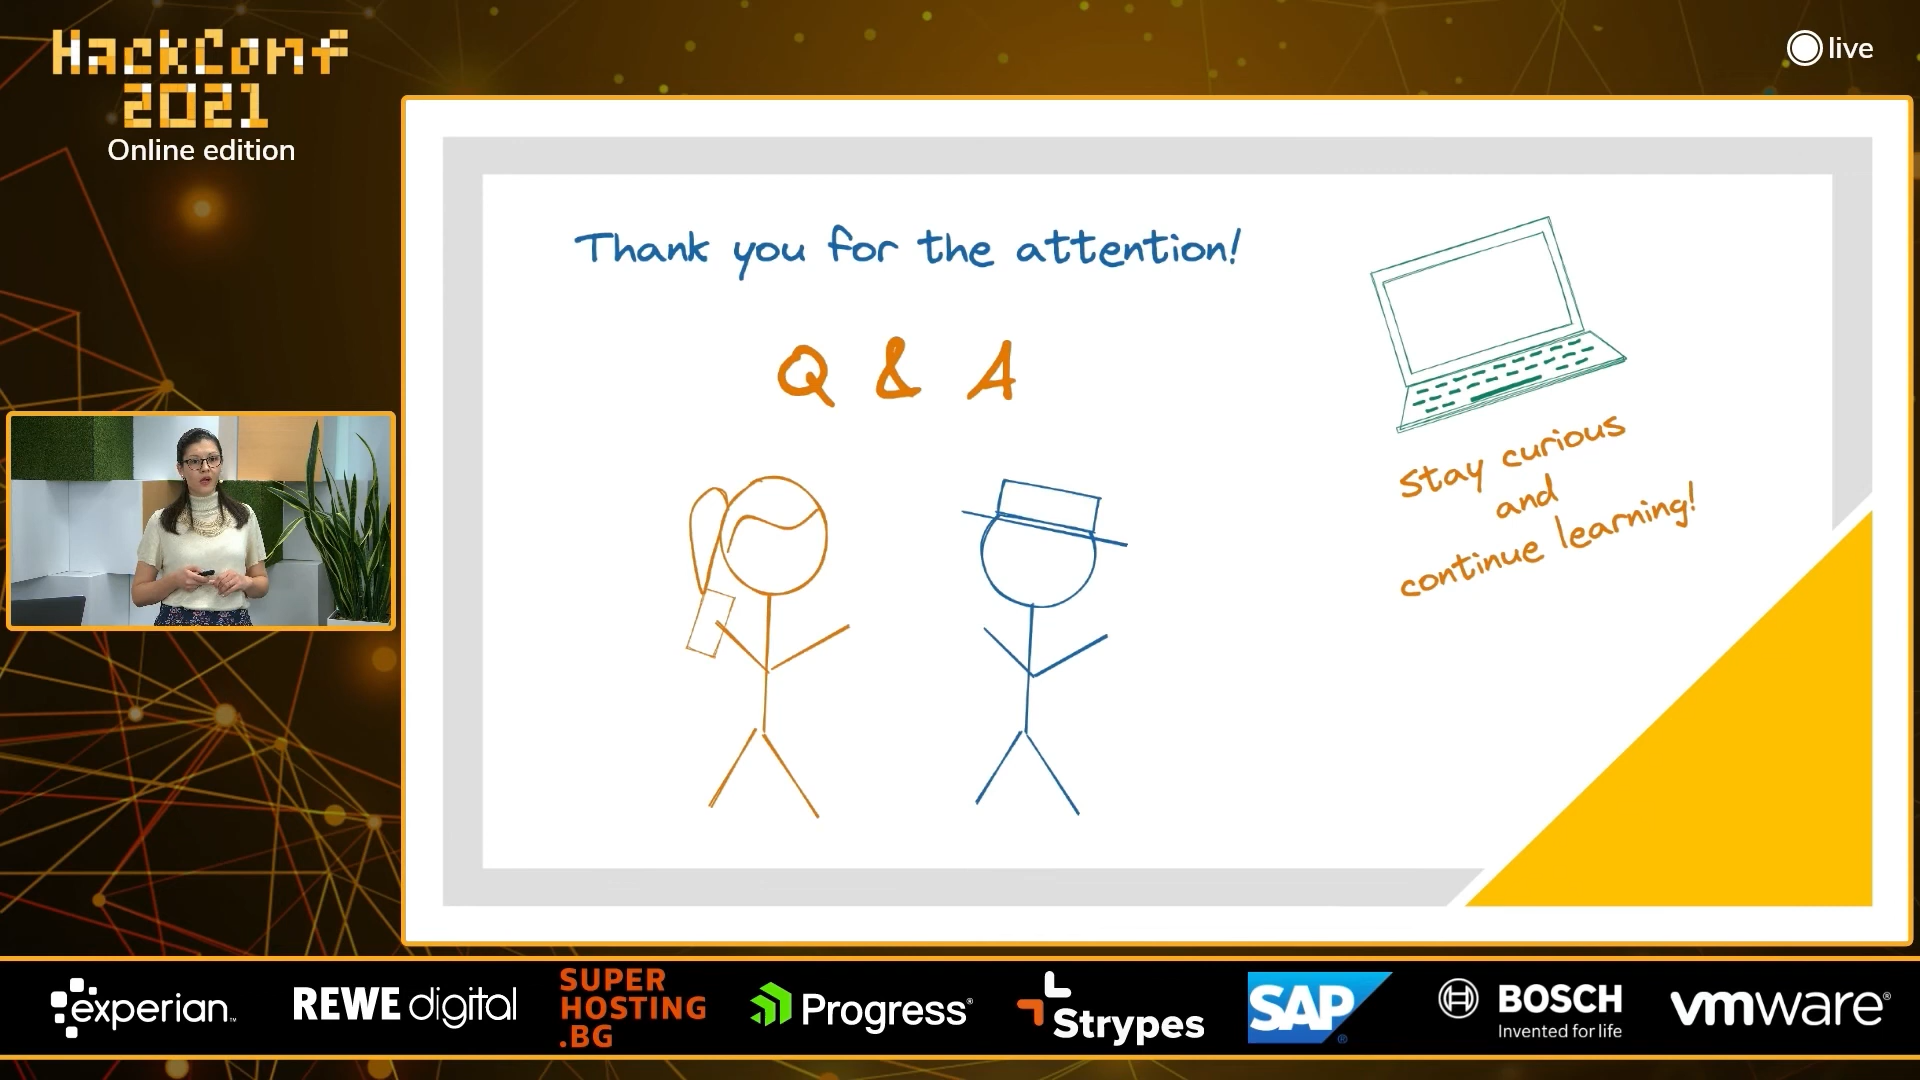 HackConf
2021
Online edition
live
Thank you for the attention!
Q & A
Stay curious
and
continue learning!
experian™
REWE digital
SUPER
HOSTING
.BG
Progress®
Strypes
SAP®
BOSCH
Invented for life
vmware®